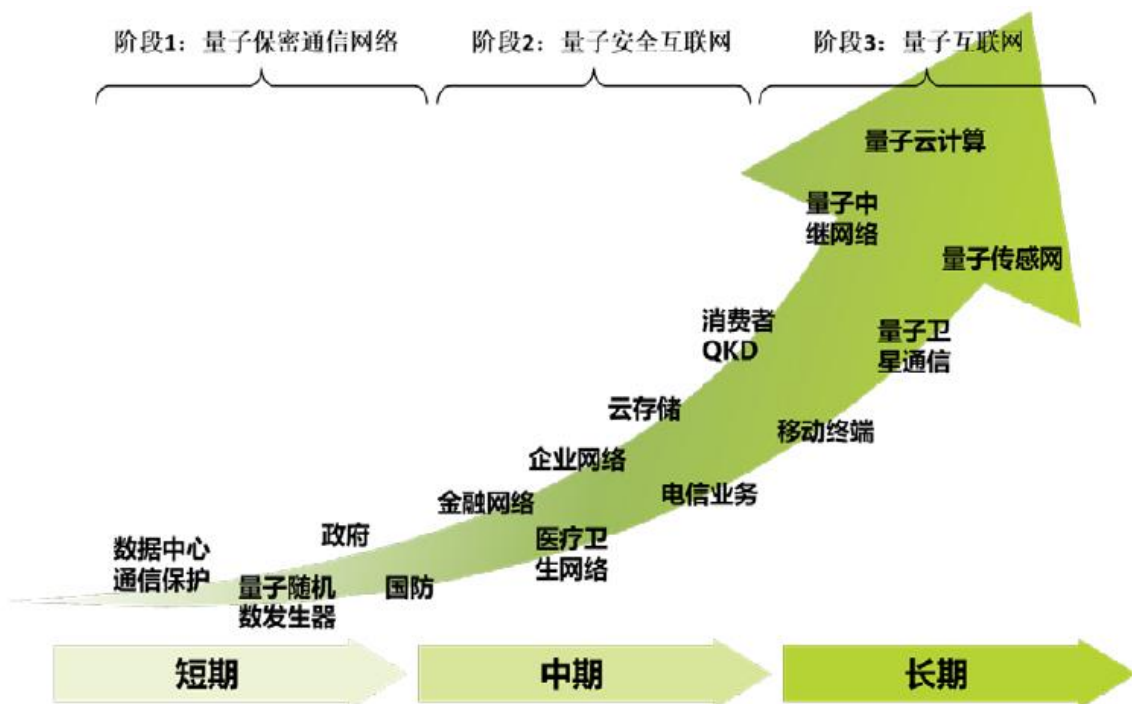 阶段1：量子保密通信网络
阶段2：量子安全互联网
阶段3：量子互联网
量子云计算
量子中
继网络
量子传感网
消费者
QKD
量子卫
星通信
云存储
移动终端
企业网络
电信业务
金融网络
医疗卫
生网络
政府
数据中心
通信保护
量子随机
数发生器
国防
短期
中期
长期